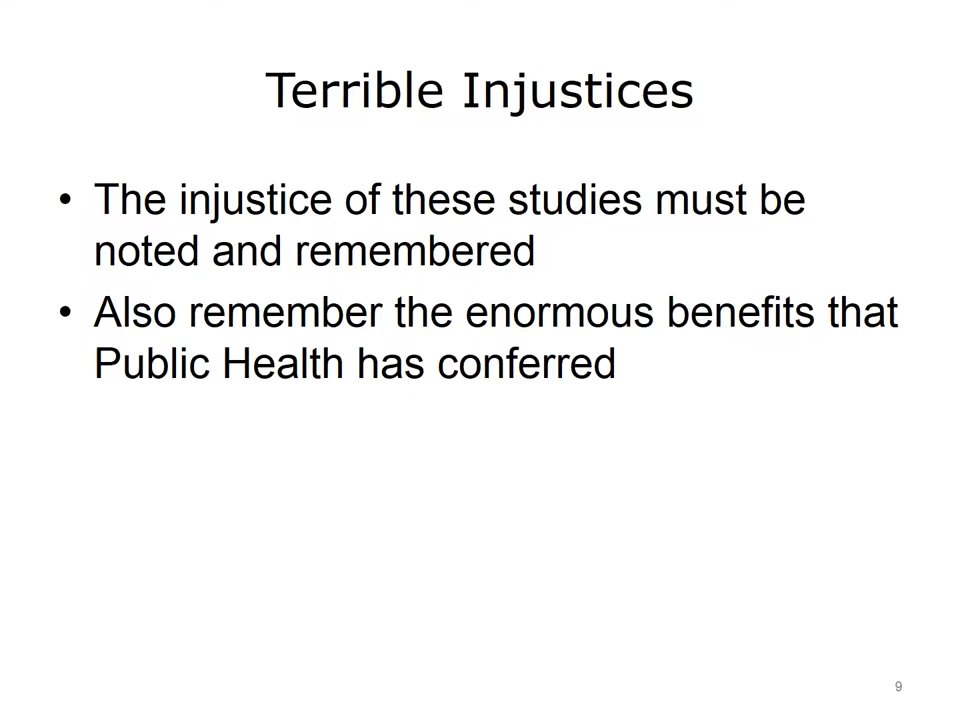 Terrible Injustices
• The injustice of these studies must be
noted and remembered
• Also remember the enormous benefits that
Public Health has conferred
9